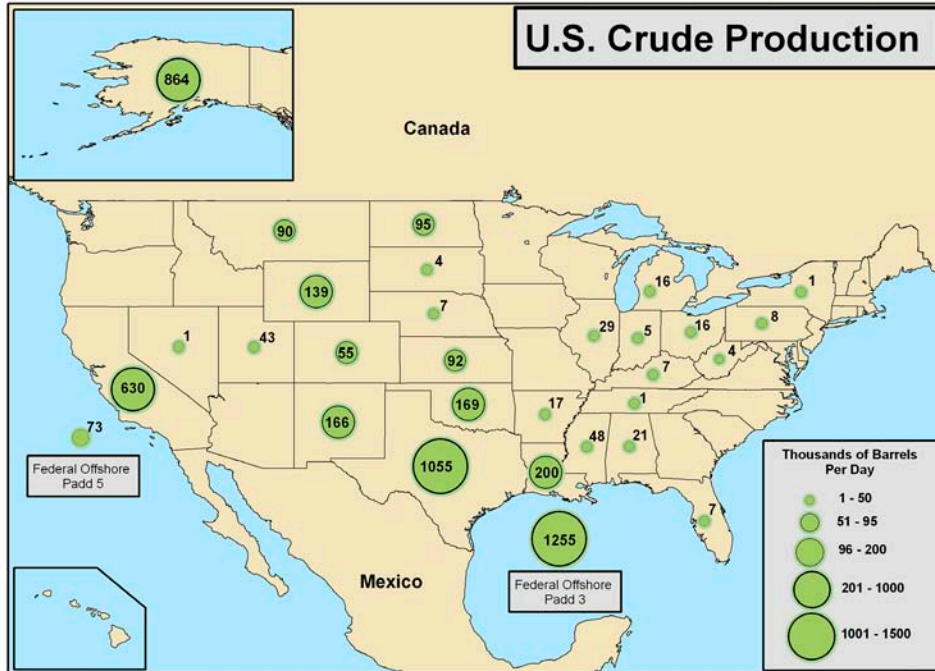 U.S. Crude Production
864
Canada
90
95
4
139
7
16
1
1
43
55
92
29
5
16
8
4
7
630
166
169
17
1
73
1055
200
48
21
7
Federal Offshore
Padd 5
1255
Mexico
Federal Offshore
Padd 3
Thousands of Barrels
Per Day
1 - 50
51 - 95
96 - 200
201 - 1000
1001 - 1500